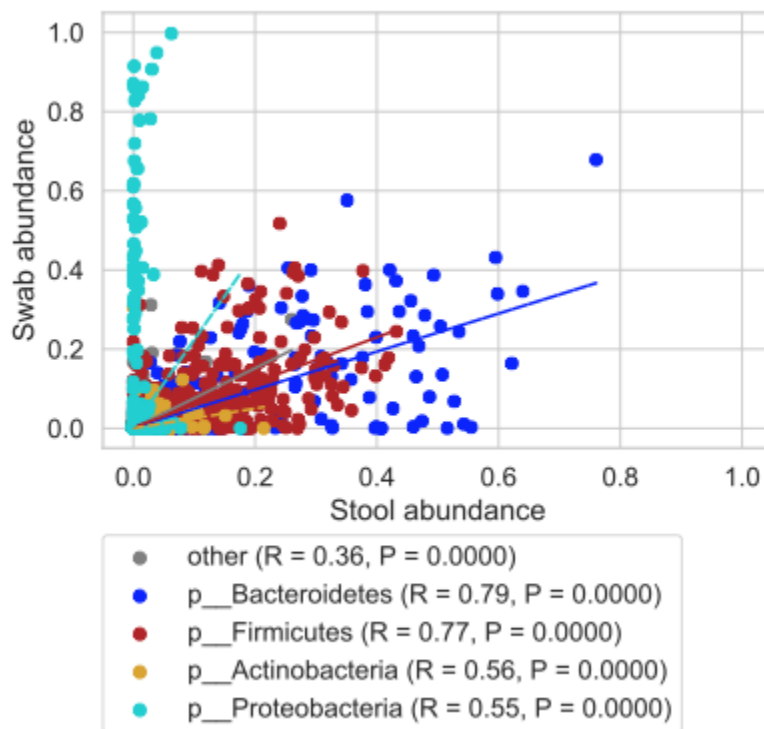 1.0
0.8
0.6
0.4
0.2
0.0
Swab abundance
0.0 0.2 0.4 0.6 0.8 1.0
Stool abundance
other (R = 0.36, P = 0.0000)
p__Bacteroidetes (R = 0.79, P = 0.0000)
p__Firmicutes (R = 0.77, P = 0.0000)
p__Actinobacteria (R = 0.56, P = 0.0000)
p__Proteobacteria (R = 0.55, P = 0.0000)